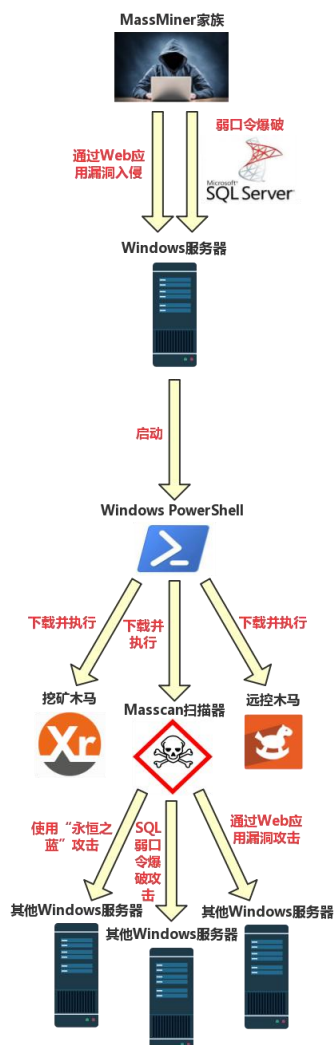 MassMiner家族
弱口令爆破
通过Web应
用漏洞入侵
Microsoft
SQL Server
Windows服务器
启动
Windows PowerShell
下载并执行
下载并
执行
下载并执行
挖矿木马
Masscan扫描器
远控木马
Xr
使用“永恒之
蓝”攻击
SQL
弱口令爆
破攻
击
通过Web应
用漏洞攻击
其他Windows服务器
其他Windows服务器
其他Windows服务器